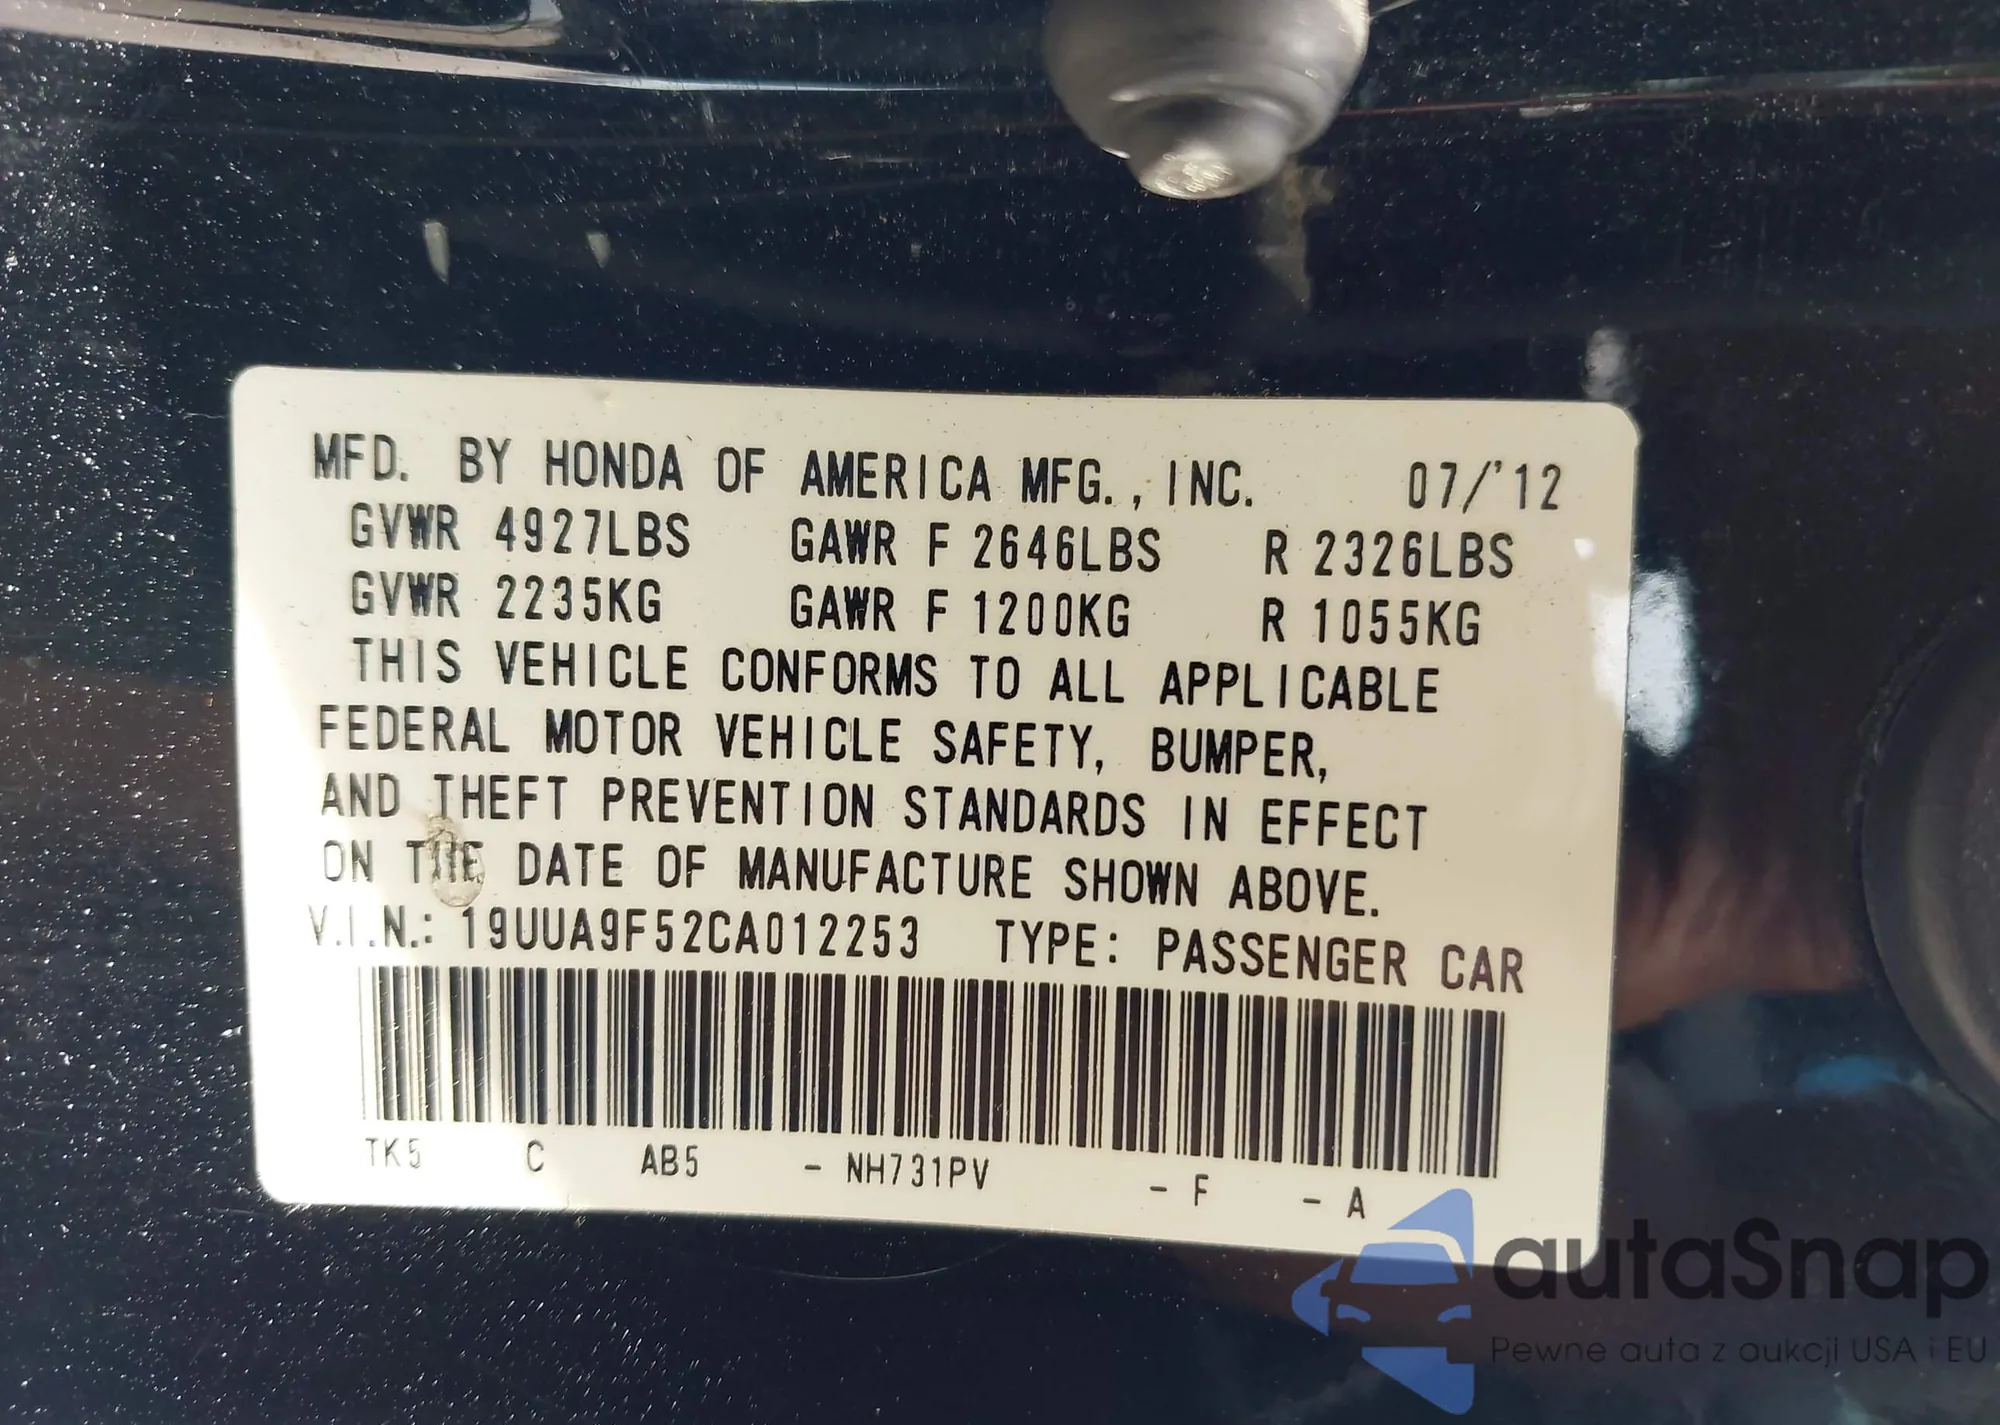 MFD. BY HONDA OF AMERICA MFG., INC. 07/'12
GVWR 4927LBS GAWR F 2646LBS R 2326LBS
GVWR 2235KG GAWR F 1200KG R 1055KG
THIS VEHICLE CONFORMS TO ALL APPLICABLE
FEDERAL MOTOR VEHICLE SAFETY, BUMPER,
AND THEFT PREVENTION STANDARDS IN EFFECT
ON THE DATE OF MANUFACTURE SHOWN ABOVE.
V.I.N.: 19UUA9F52CA012253 TYPE: PASSENGER CAR
TK5 C AB5 - NH731PV - F - A
autaSnap
Pewne auta z aukcji USA i EU